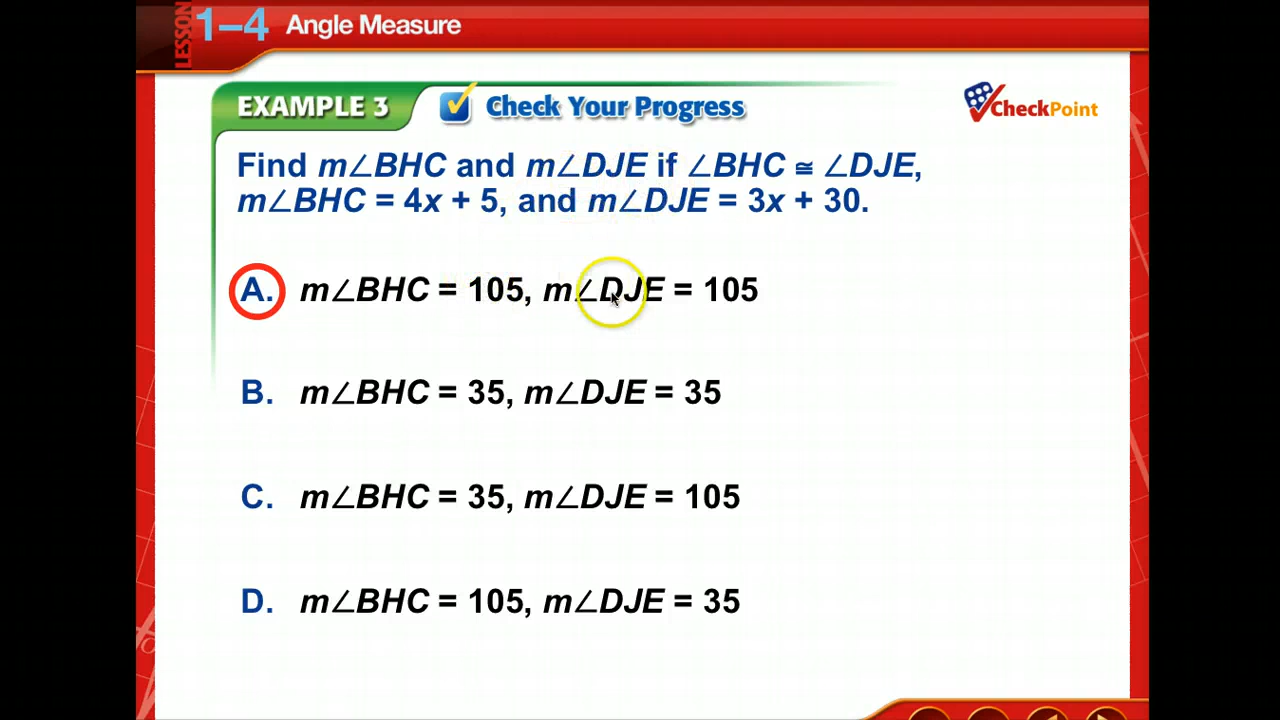 LESSON 1–4 Angle Measure
EXAMPLE 3 Check Your Progress CheckPoint
Find m∠BHC and m∠DJE if ∠BHC ≅ ∠DJE,
m∠BHC = 4x + 5, and m∠DJE = 3x + 30.
A. m∠BHC = 105, m∠DJE = 105
B. m∠BHC = 35, m∠DJE = 35
C. m∠BHC = 35, m∠DJE = 105
D. m∠BHC = 105, m∠DJE = 35